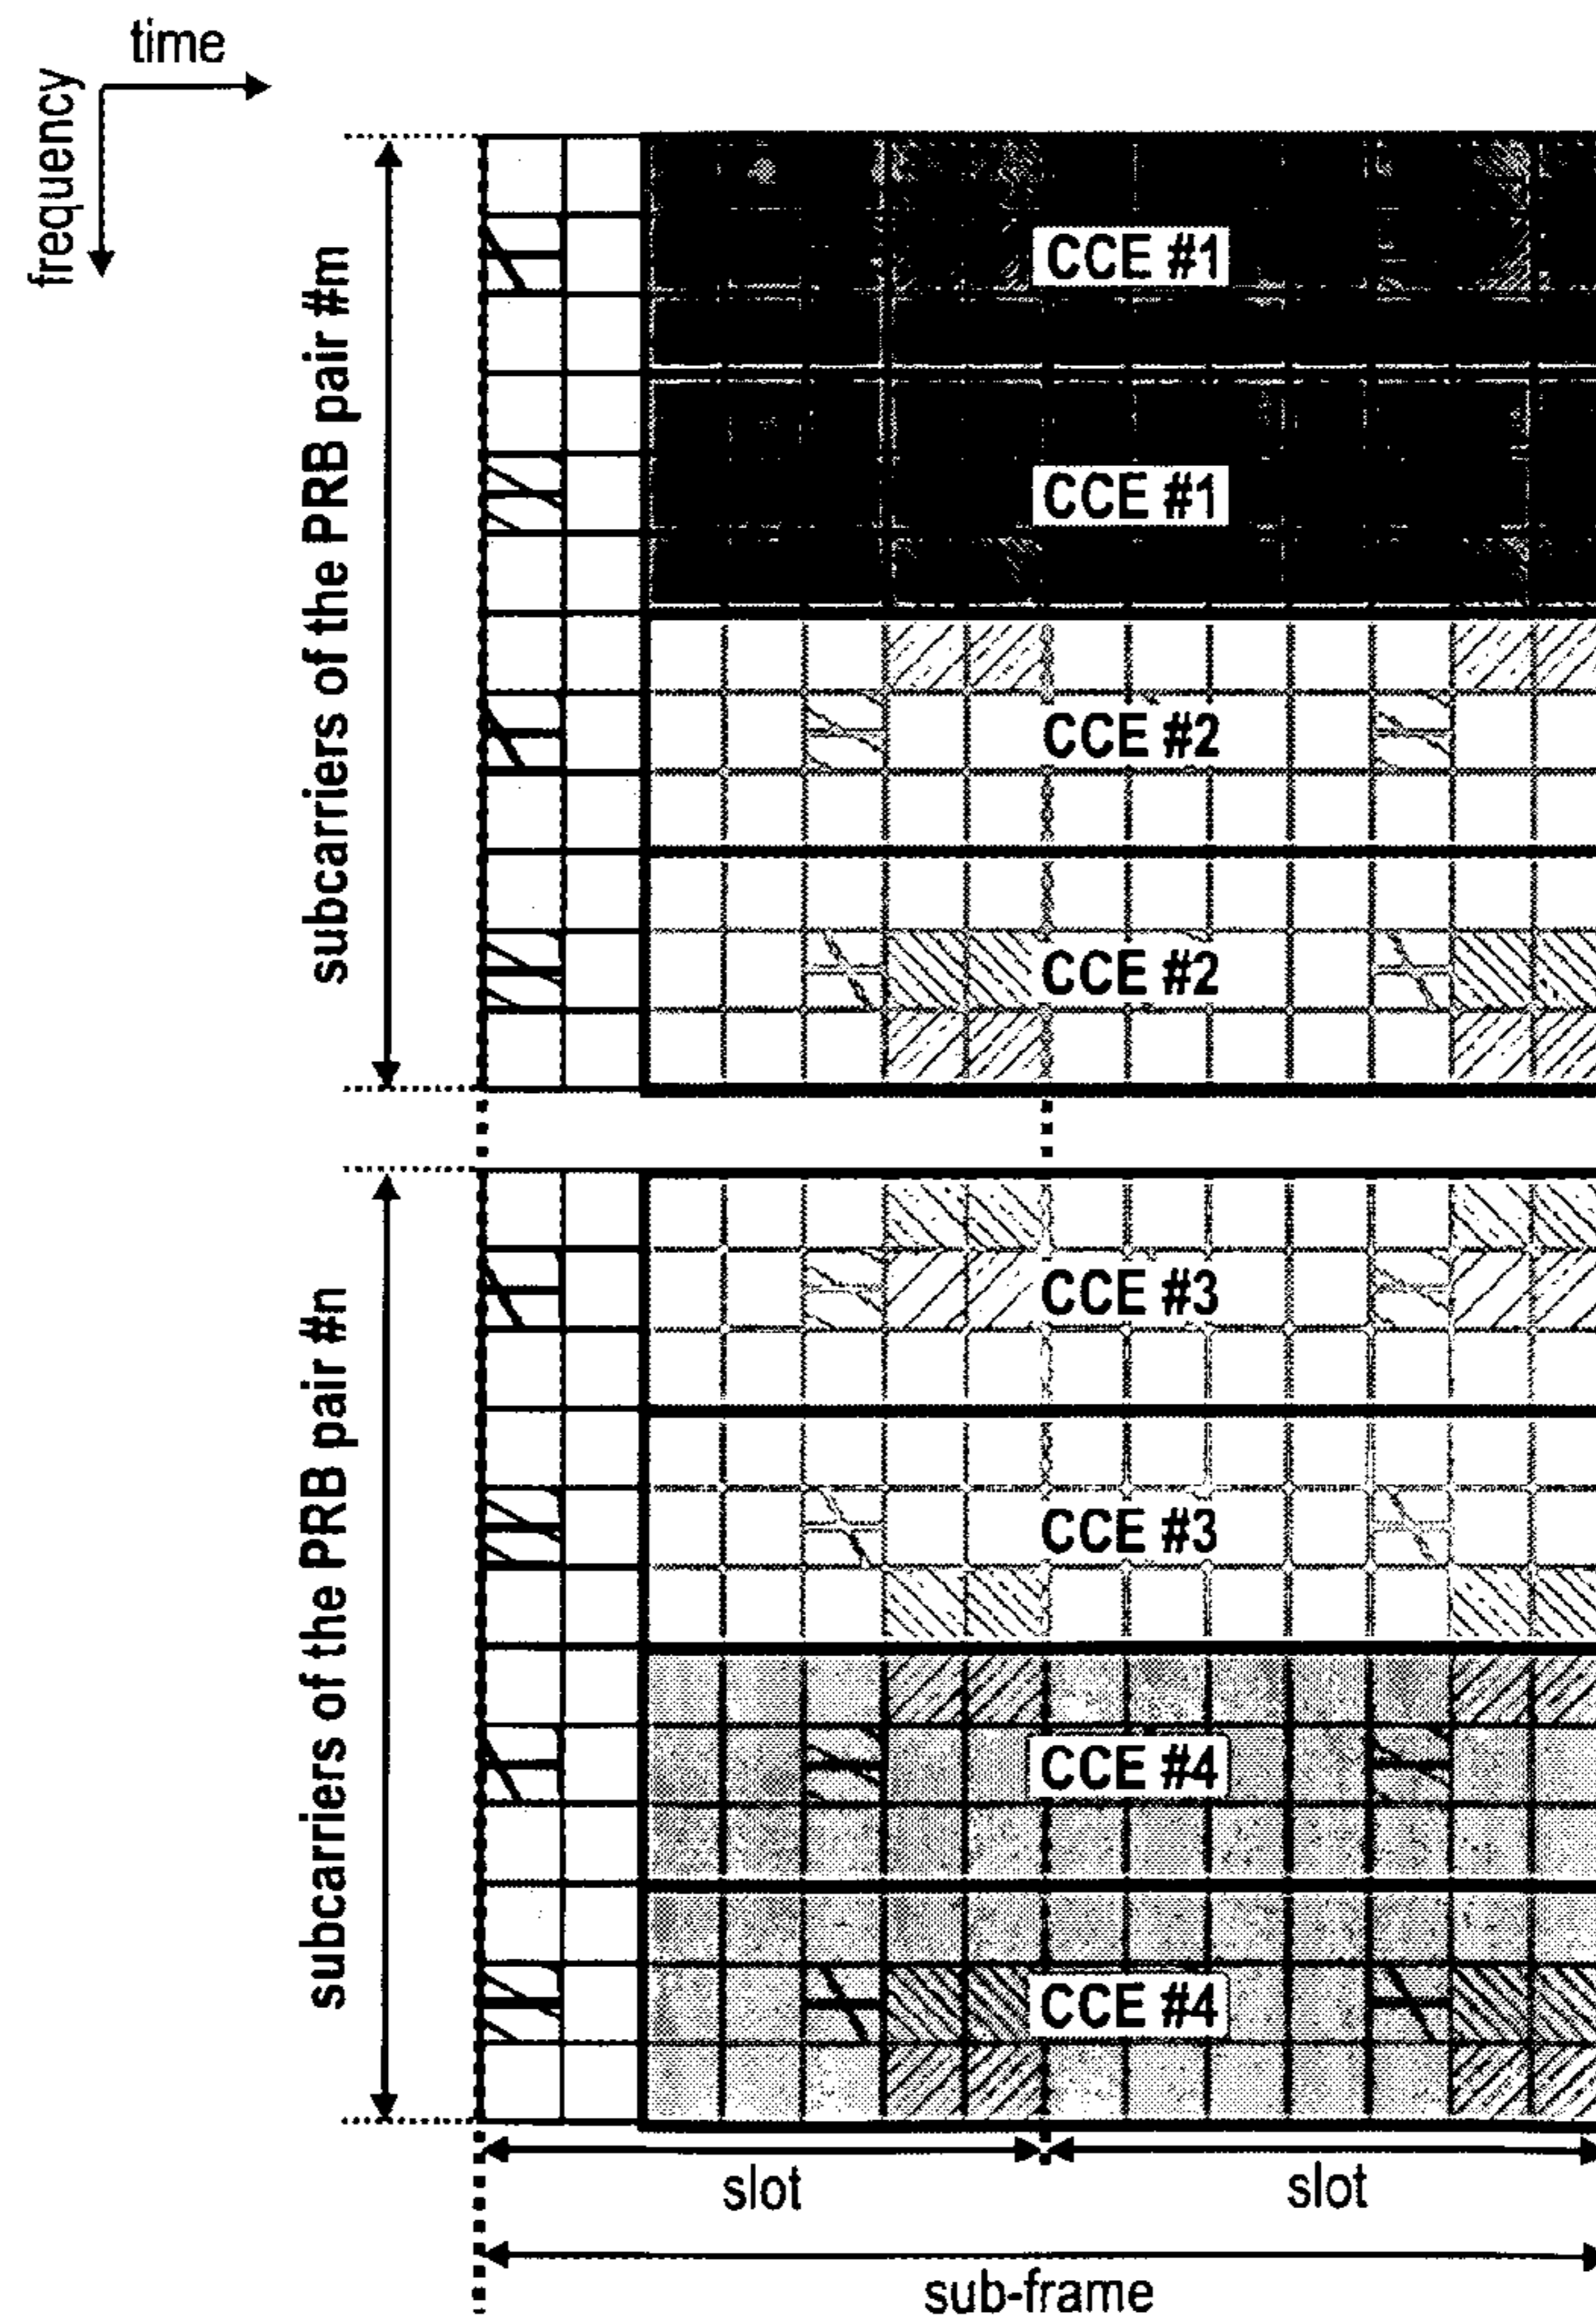 time
frequency
subcarriers of the PRB pair #m
CCE #1
CCE #1
CCE #2
CCE #2
subcarriers of the PRB pair #n
CCE #3
CCE #3
CCE #4
CCE #4
slot slot
sub-frame